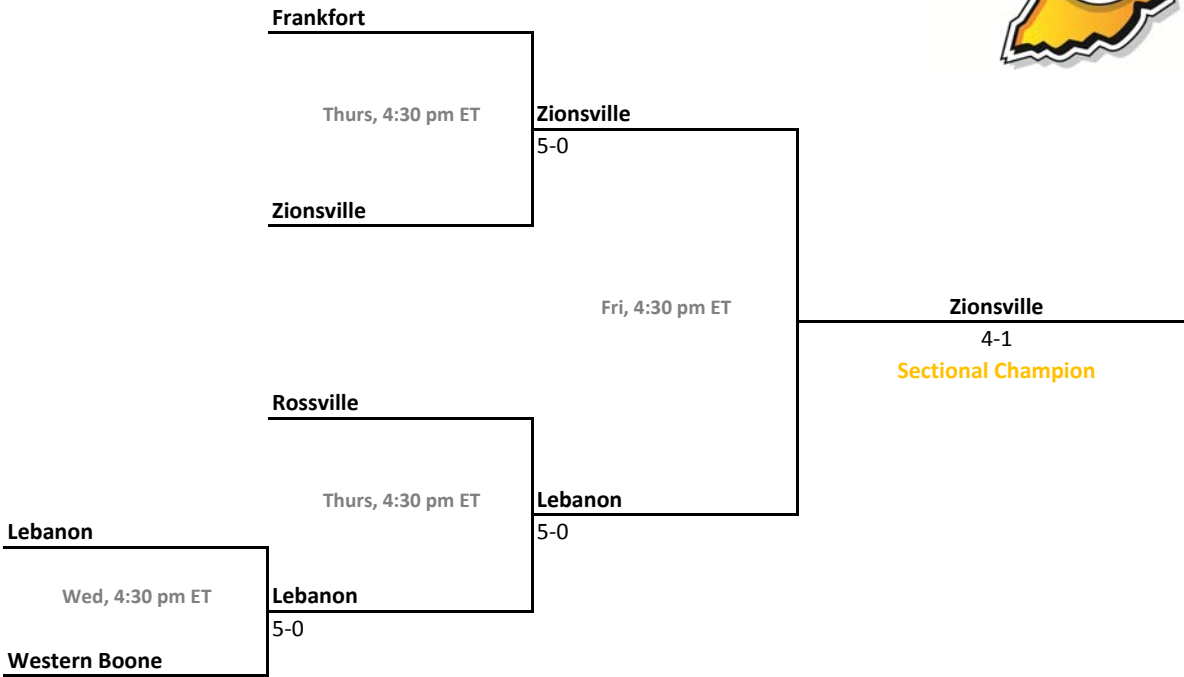 Frankfort
Thurs, 4:30 pm ET
Zionsville
5-0
Zionsville
Fri, 4:30 pm ET
Zionsville
4-1
Sectional Champion
Rossville
Thurs, 4:30 pm ET
Lebanon
5-0
Lebanon
Wed, 4:30 pm ET
Lebanon
5-0
Western Boone